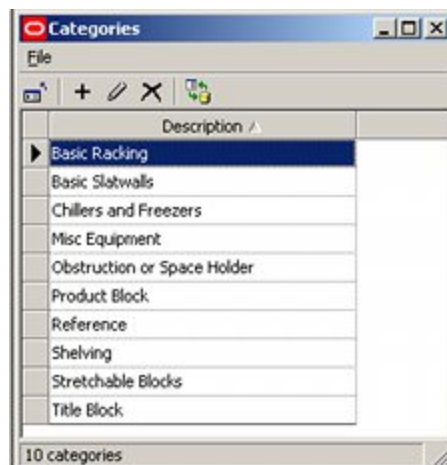 Categories
File
Description
Basic Racking
Basic Slatwalls
Chillers and Freezers
Misc Equipment
Obstruction or Space Holder
Product Block
Reference
Shelving
Stretchable Blocks
Title Block
10 categories